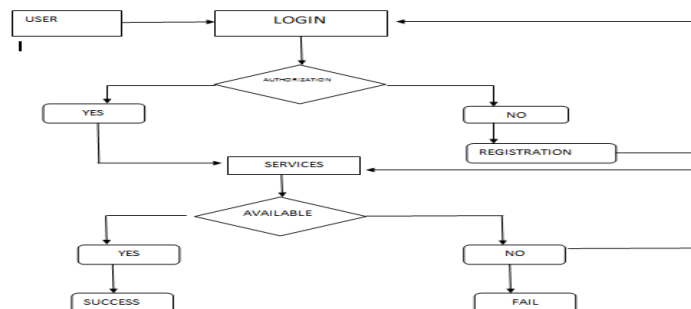 USER
LOGIN
AUTHORIZATION
YES
NO
REGISTRATION
SERVICES
AVAILABLE
YES
NO
SUCCESS
FAIL